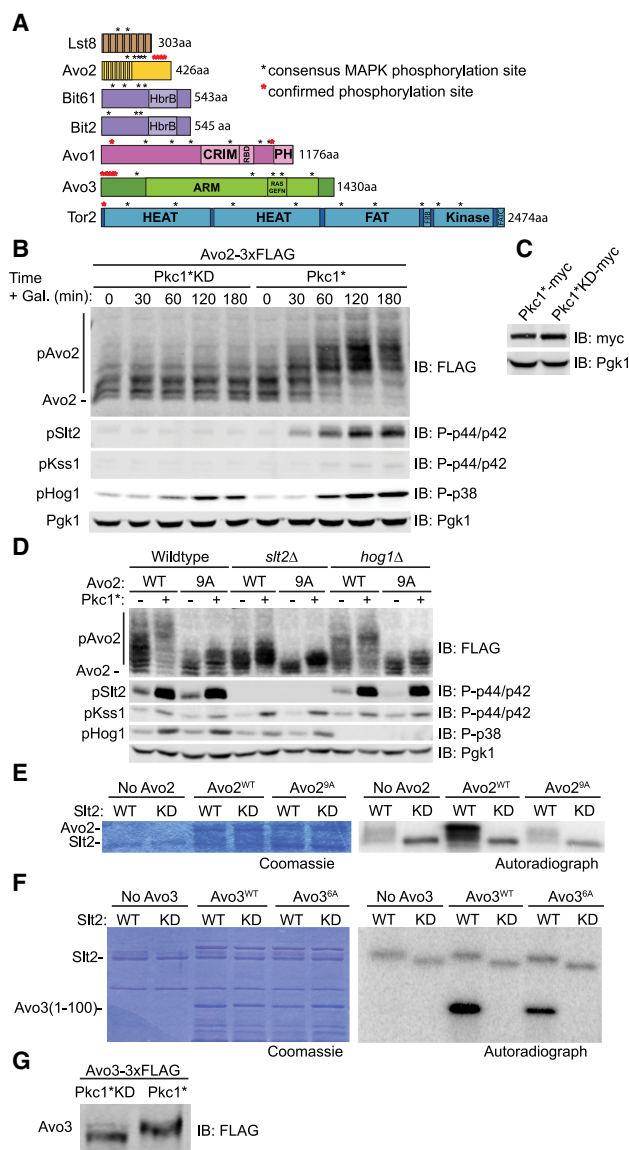 A
Lst8 303aa
Avo2 426aa
Bit61 HbrB 543aa
Bit2 HbrB 545 aa
Avo1 CRIM RBD PH 1176aa
Avo3 ARM RAS GEFN 1430aa
Tor2 HEAT HEAT FAT FRB Kinase FATC 2474aa
*consensus MAPK phosphorylation site
*confirmed phosphorylation site
B
Avo2-3xFLAG
Time Pkc1*KD Pkc1*
+ Gal. (min): 0 30 60 120 180 0 30 60 120 180
pAvo2
Avo2 - IB: FLAG
pSlt2 IB: P-p44/p42
pKss1 IB: P-p44/p42
pHog1 IB: P-p38
Pgk1 IB: Pgk1
C
Pkc1*-myc Pkc1*KD-myc
IB: myc
IB: Pgk1
D
Wildtype slt2Δ hog1Δ
Avo2: WT 9A WT 9A WT 9A
Pkc1*: - + - + - + - + - + - +
pAvo2
Avo2 - IB: FLAG
pSlt2 IB: P-p44/p42
pKss1 IB: P-p44/p42
pHog1 IB: P-p38
IB: Pgk1
E
No Avo2 Avo2WT Avo29A No Avo2 Avo2WT Avo29A
Slt2: WT KD WT KD WT KD WT KD WT KD WT KD
Avo2-
Slt2-
Coomassie Autoradiograph
F
No Avo3 Avo3WT Avo36A No Avo3 Avo3WT Avo36A
Slt2: WT KD WT KD WT KD WT KD WT KD WT KD
Slt2-
Avo3(1-100)-
Coomassie Autoradiograph
G
Avo3-3xFLAG
Pkc1*KD Pkc1*
Avo3 IB: FLAG